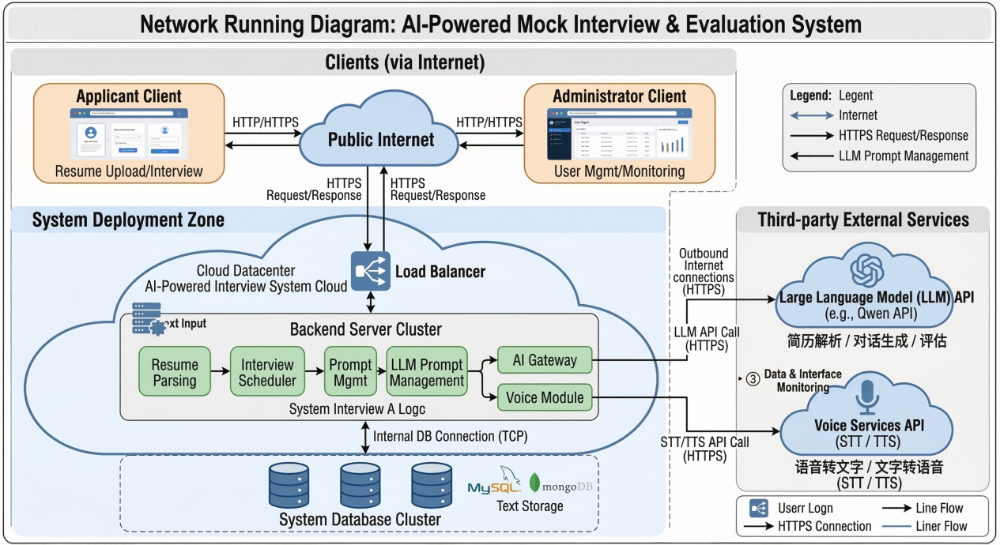 Network Running Diagram: AI-Powered Mock Interview & Evaluation System
Clients (via Internet)
Applicant Client
Resume Upload/Interview
HTTP/HTTPS
Public Internet
HTTP/HTTPS
Administrator Client
User Mgmt
User Mgmt/Monitoring
Legend: Legent
Internet
HTTPS Request/Response
LLM Prompt Management
HTTPS
Request/Response
HTTPS
Request/Response
System Deployment Zone
Cloud Datacenter
AI-Powered Interview System Cloud
Load Balancer
xt Input
Backend Server Cluster
Resume
Parsing
Interview
Scheduler
Prompt
Mgmt
LLM Prompt
Management
AI Gateway
Voice Module
System Interview A Logc
Internal DB Connection (TCP)
MySQL
mongoDB
Text Storage
System Database Cluster
Outbound
Internet
connections
(HTTPS)
LLM API Call
(HTTPS)
STT/TTS API Call
(HTTPS)
Third-party External Services
Large Language Model (LLM) API
(e.g., Qwen API)
简历解析 / 对话生成 / 评估
③ Data & Interface
Monitoring
Voice Services API
(STT / TTS)
语音转文字 / 文字转语音
(STT / TTS)
Userr Logn
Line Flow
HTTPS Connection
Liner Flow